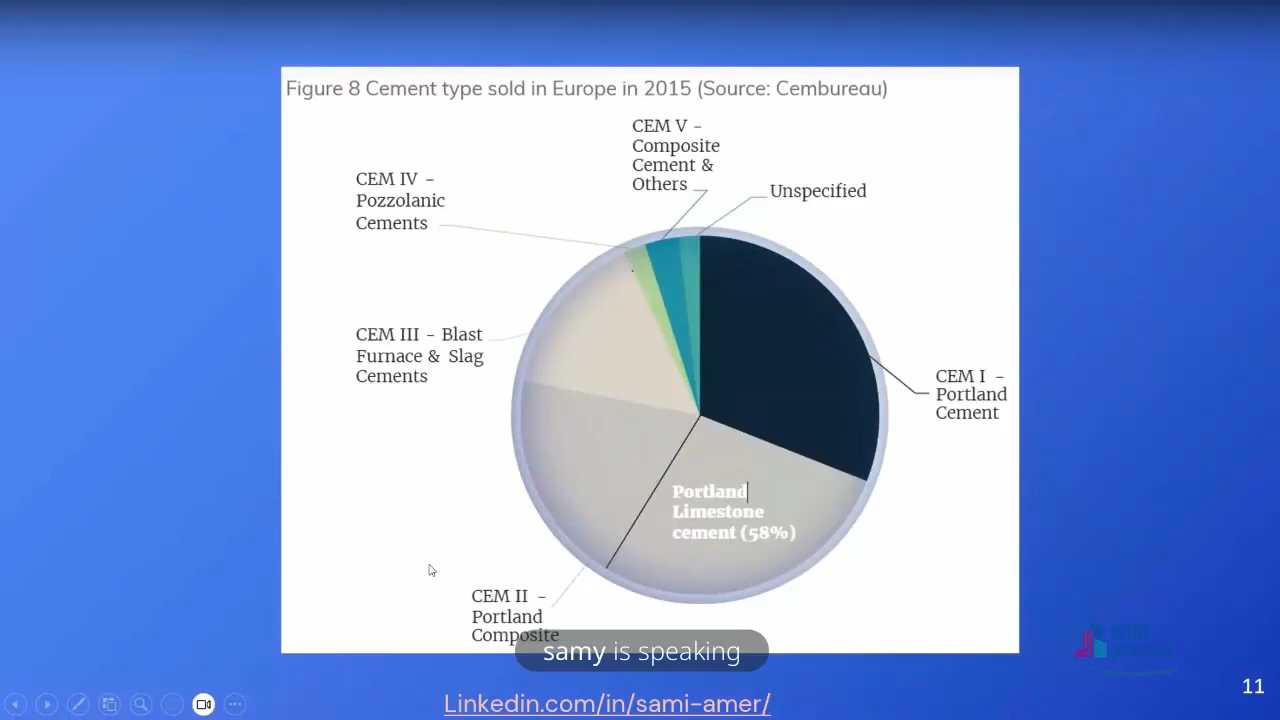 Figure 8 Cement type sold in Europe in 2015 (Source: Cembureau)
CEM V -
Composite
Cement &
Others
CEM IV -
Pozzolanic
Cements
Unspecified
CEM III - Blast
Furnace & Slag
Cements
CEM I -
Portland
Cement
Portland
Limestone
cement (58%)
CEM II -
Portland
Composite
samy is speaking
11
Linkedin.com/in/sami-amer/